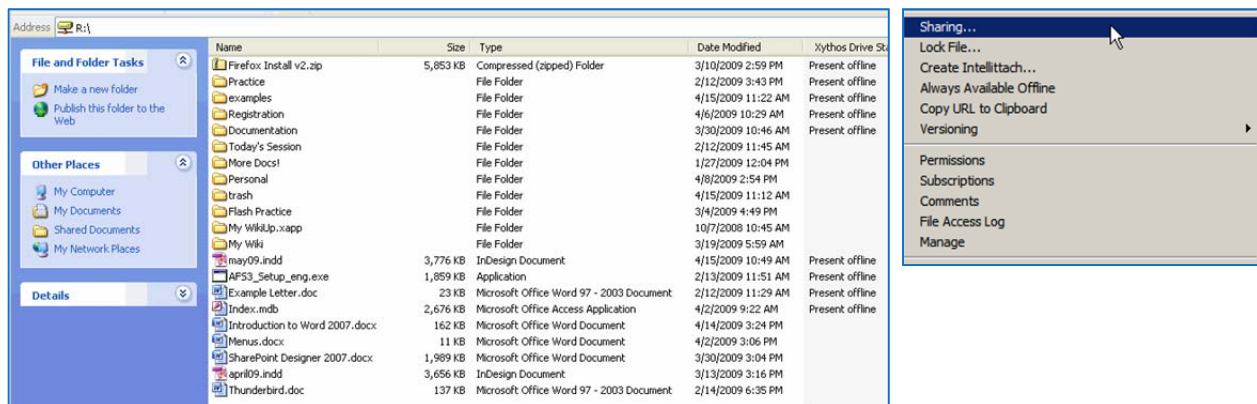 Address R:\
File and Folder Tasks
Make a new folder
Publish this folder to the
Web
Other Places
My Computer
My Documents
Shared Documents
My Network Places
Details
Name Size Type Date Modified Xythos Drive Sta
Firefox Install v2.zip 5,853 KB Compressed (zipped) Folder 3/10/2009 2:59 PM Present offline
Practice File Folder 2/12/2009 3:43 PM Present offline
examples File Folder 4/15/2009 11:22 AM Present offline
Registration File Folder 4/6/2009 10:29 AM Present offline
Documentation File Folder 3/30/2009 10:46 AM Present offline
Today's Session File Folder 2/12/2009 11:45 AM
More Docs! File Folder 1/27/2009 12:04 PM
Personal File Folder 4/8/2009 2:54 PM
trash File Folder 4/15/2009 11:12 AM
Flash Practice File Folder 3/4/2009 4:49 PM
My WikiUp.xapp File Folder 10/7/2008 10:45 AM
My Wiki File Folder 3/19/2009 5:59 AM
may09.indd 3,776 KB InDesign Document 4/15/2009 10:49 AM Present offline
AFS3_Setup_eng.exe 1,859 KB Application 2/13/2009 11:51 AM Present offline
Example Letter.doc 23 KB Microsoft Office Word 97 - 2003 Document 2/12/2009 11:29 AM Present offline
Index.mdb 2,676 KB Microsoft Office Access Application 4/2/2009 9:22 AM Present offline
Introduction to Word 2007.docx 162 KB Microsoft Office Word Document 4/14/2009 3:24 PM
Menus.docx 11 KB Microsoft Office Word Document 4/2/2009 3:06 PM
SharePoint Designer 2007.docx 1,989 KB Microsoft Office Word Document 3/30/2009 3:04 PM
april09.indd 3,656 KB InDesign Document 3/13/2009 3:16 PM
Thunderbird.doc 137 KB Microsoft Office Word 97 - 2003 Document 2/14/2009 6:35 PM
Sharing...
Lock File...
Create Intellittach...
Always Available Offline
Copy URL to Clipboard
Versioning
Permissions
Subscriptions
Comments
File Access Log
Manage